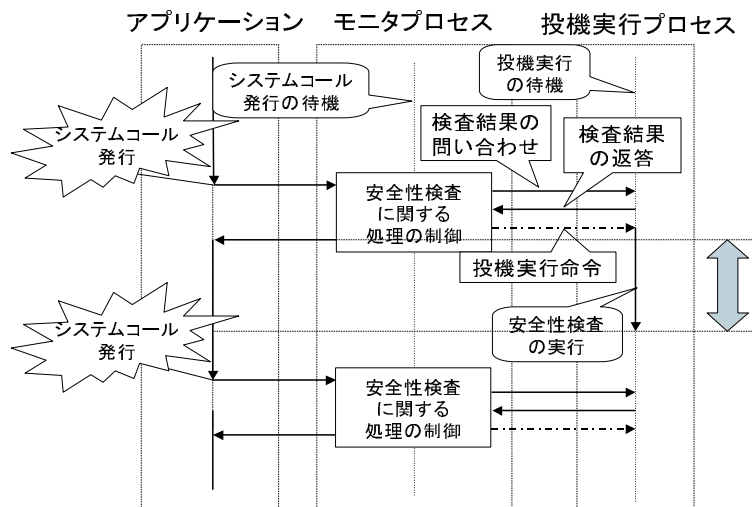 アプリケーション
モニタプロセス
投機実行プロセス
システムコール
発行の待機
投機実行
の待機
システムコール
発行
検査結果の
問い合わせ
検査結果
の返答
安全性検査
に関する
処理の制御
投機実行命令
安全性検査
の実行
システムコール
発行
安全性検査
に関する
処理の制御